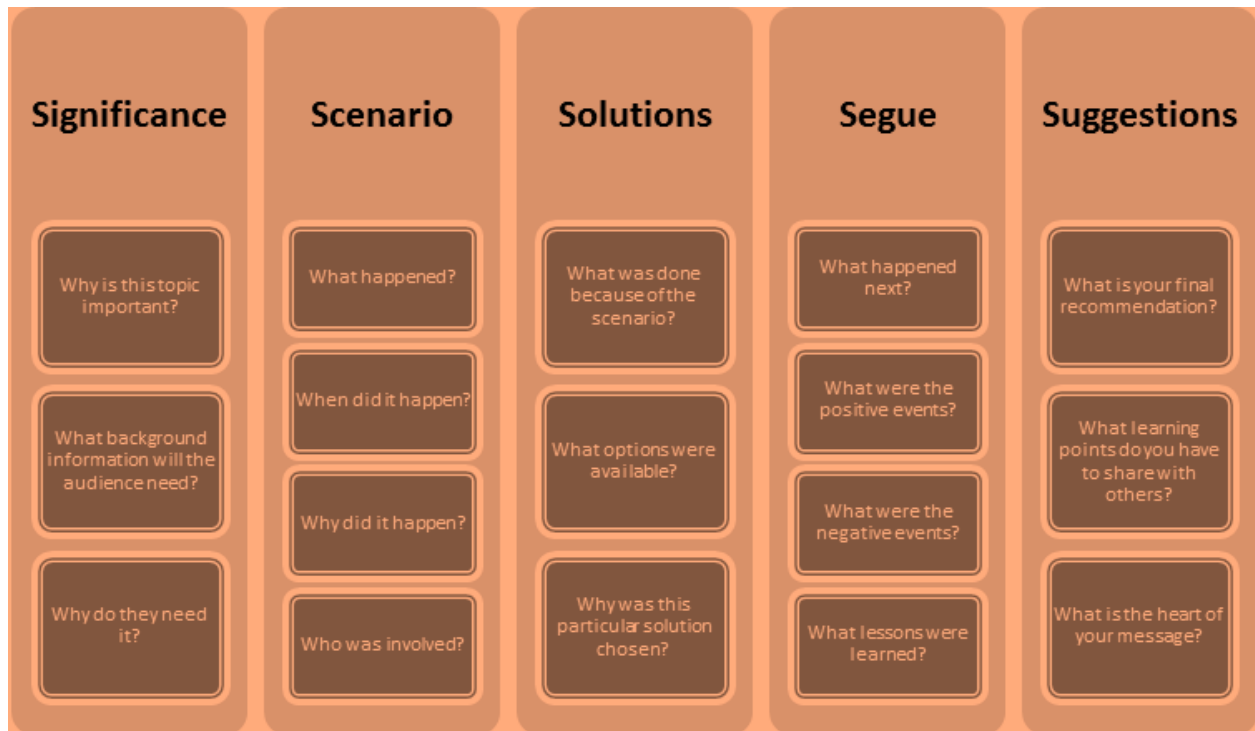 Significance
Why is this topic
important?
What background
information will the
audience need?
Why do they need
it?
Scenario
What happened?
When did it happen?
Why did it happen?
Who was involved?
Solutions
What was done
because of the
scenario?
What options were
available?
Why was this
particular solution
chosen?
Segue
What happened
next?
What were the
positive events?
What were the
negative events?
What lessons were
learned?
Suggestions
What is your final
recommendation?
What learning
points do you have
to share with
others?
What is the heart of
your message?